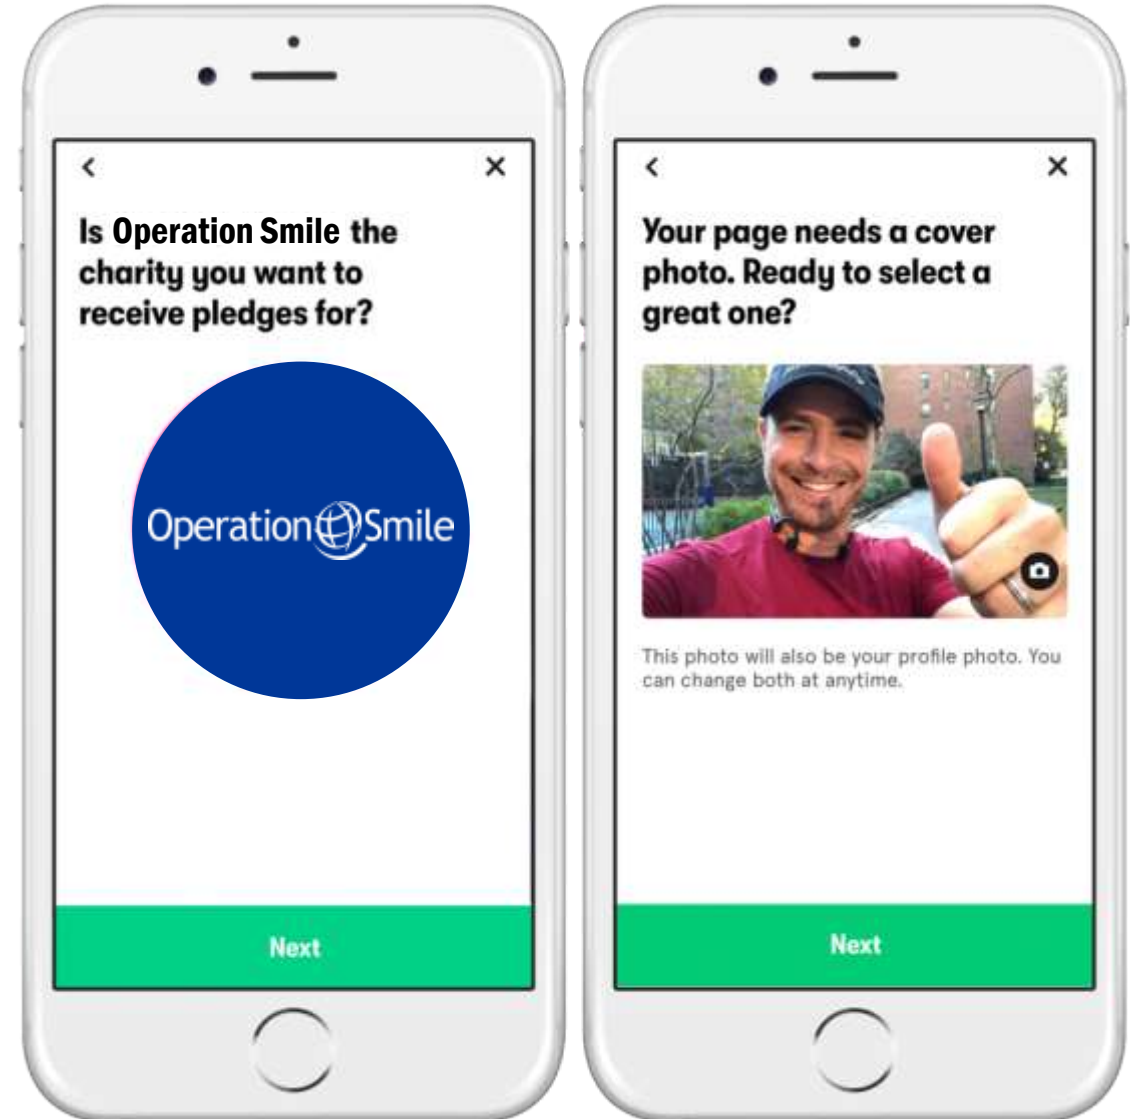 Is Operation Smile the
charity you want to
receive pledges for?
Operation Smile
Next
Your page needs a cover
photo. Ready to select a
great one?
This photo will also be your profile photo. You
can change both at anytime.
Next